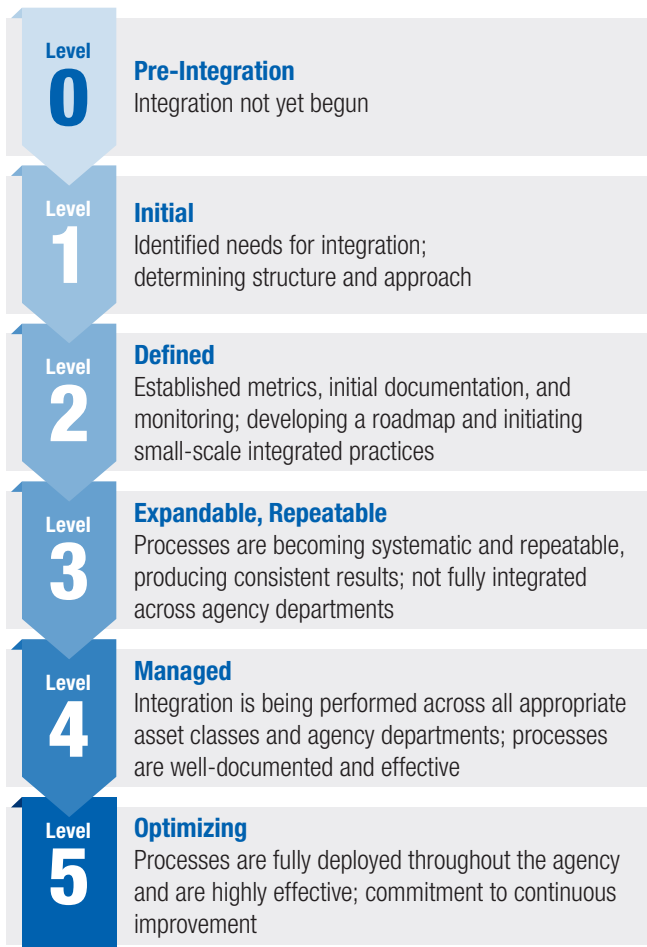 Level
0
Pre-Integration
Integration not yet begun
Level
1
Initial
Identified needs for integration;
determining structure and approach
Level
2
Defined
Established metrics, initial documentation, and
monitoring; developing a roadmap and initiating
small-scale integrated practices
Level
3
Expandable, Repeatable
Processes are becoming systematic and repeatable,
producing consistent results; not fully integrated
across agency departments
Level
4
Managed
Integration is being performed across all appropriate
asset classes and agency departments; processes
are well-documented and effective
Level
5
Optimizing
Processes are fully deployed throughout the agency
and are highly effective; commitment to continuous
improvement